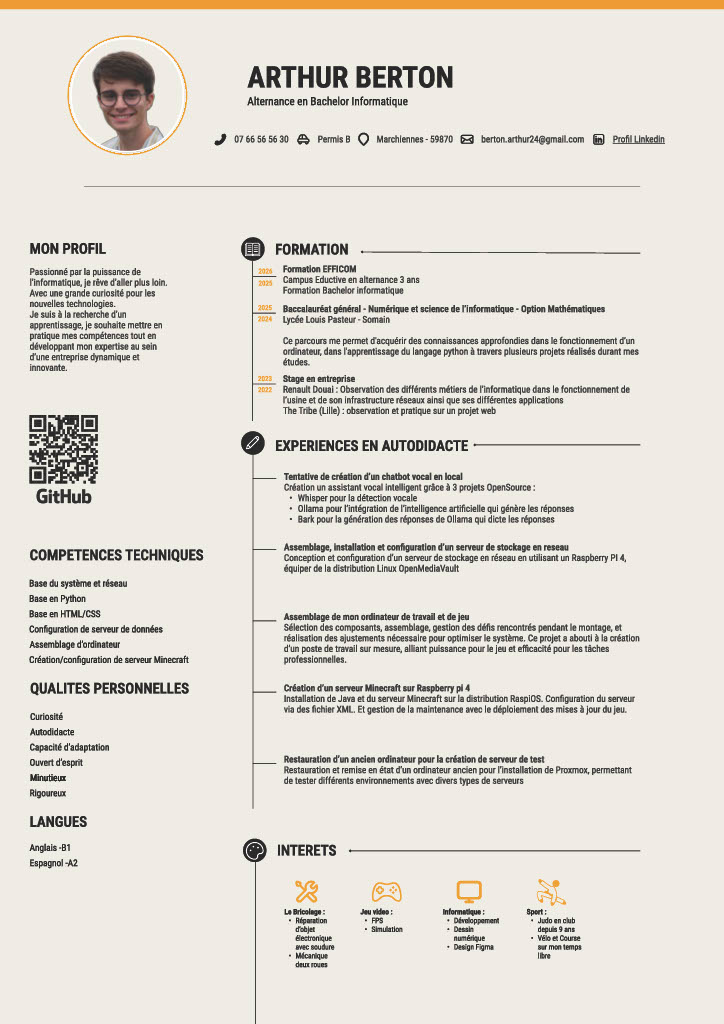 ARTHUR BERTON
Alternance en Bachelor Informatique
07 66 56 56 30 Permis B Marchiennes - 59870 berton.arthur24@gmail.com Profil Linkedin
MON PROFIL
Passionné par la puissance de
l'informatique, je rêve d'aller plus loin.
Avec une grande curiosité pour les
nouvelles technologies.
Je suis à la recherche d'un
apprentissage, je souhaite mettre en
pratique mes compétences tout en
développant mon expertise au sein
d'une entreprise dynamique et
innovante.
GitHub
COMPETENCES TECHNIQUES
Base du système et réseau
Base en Python
Base en HTML/CSS
Configuration de serveur de données
Assemblage d'ordinateur
Création/configuration de serveur Minecraft
QUALITES PERSONNELLES
Curiosité
Autodidacte
Capacité d'adaptation
Ouvert d'esprit
Minutieux
Rigoureux
LANGUES
Anglais -B1
Espagnol -A2
FORMATION
2026
2025
Formation EFFICOM
Campus Eductive en alternance 3 ans
Formation Bachelor informatique
2025
2024
Baccalauréat général - Numérique et science de l'informatique - Option Mathématiques
Lycée Louis Pasteur - Somain
Ce parcours me permet d'acquérir des connaissances approfondies dans le fonctionnement d'un
ordinateur, dans l'apprentissage du langage python à travers plusieurs projets réalisés durant mes
études.
2023
2022
Stage en entreprise
Renault Douai : Observation des différents métiers de l'informatique dans le fonctionnement de
l'usine et de son infrastructure réseaux ainsi que ses différentes applications
The Tribe (Lille) : observation et pratique sur un projet web
EXPERIENCES EN AUTODIDACTE
Tentative de création d'un chatbot vocal en local
Création un assistant vocal intelligent grâce à 3 projets OpenSource :
• Whisper pour la détection vocale
• Ollama pour l'intégration de l'intelligence artificielle qui génère les réponses
• Bark pour la génération des réponses de Ollama qui dicte les réponses
Assemblage, installation et configuration d'un serveur de stockage en reseau
Conception et configuration d'un serveur de stockage en réseau en utilisant un Raspberry PI 4,
équiper de la distribution Linux OpenMediaVault
Assemblage de mon ordinateur de travail et de jeu
Sélection des composants, assemblage, gestion des défis rencontrés pendant le montage, et
réalisation des ajustements nécessaire pour optimiser le système. Ce projet a abouti à la création
d'un poste de travail sur mesure, alliant puissance pour le jeu et efficacité pour les tâches
professionnelles.
Création d'un serveur Minecraft sur Raspberry pi 4
Installation de Java et du serveur Minecraft sur la distribution RaspiOS. Configuration du serveur
via des fichier XML. Et gestion de la maintenance avec le déploiement des mises à jour du jeu.
Restauration d'un ancien ordinateur pour la création de serveur de test
Restauration et remise en état d'un ordinateur ancien pour l'installation de Proxmox, permettant
de tester différents environnements avec divers types de serveurs
INTERETS
Le Bricolage :
• Réparation
d'objet
électronique
avec soudure
• Mécanique
deux roues
Jeu video :
• FPS
• Simulation
Informatique :
• Développement
• Dessin
numérique
• Design Figma
Sport :
• Judo en club
depuis 9 ans
• Vélo et Course
sur mon temps
libre